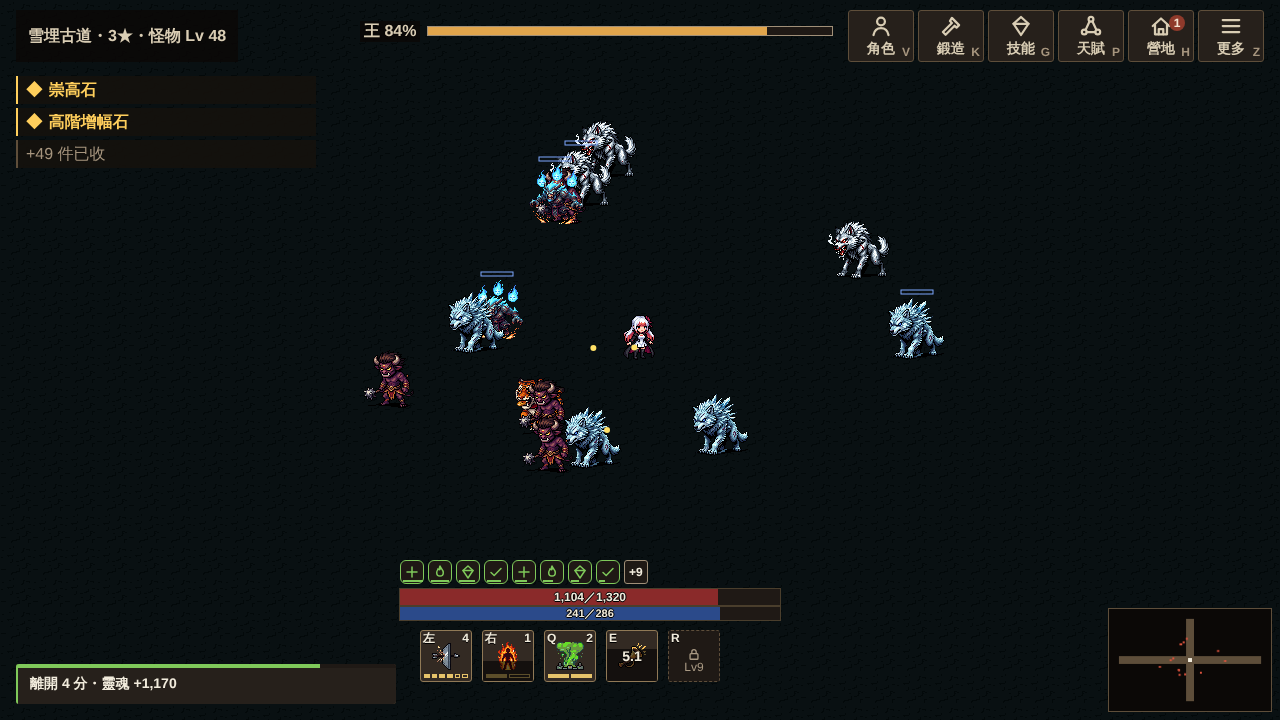 雪埋古道・3★・怪物 Lv 48
王 84%
角色 V
鍛造 K
技能 G
天賦 P
營地 H
1
更多 Z
崇高石
高階增幅石
+49 件已收
+9
1,104／1,320
241／286
左 4
右 1
Q 2
E 5.1
R Lv9
離開 4 分・靈魂 +1,170